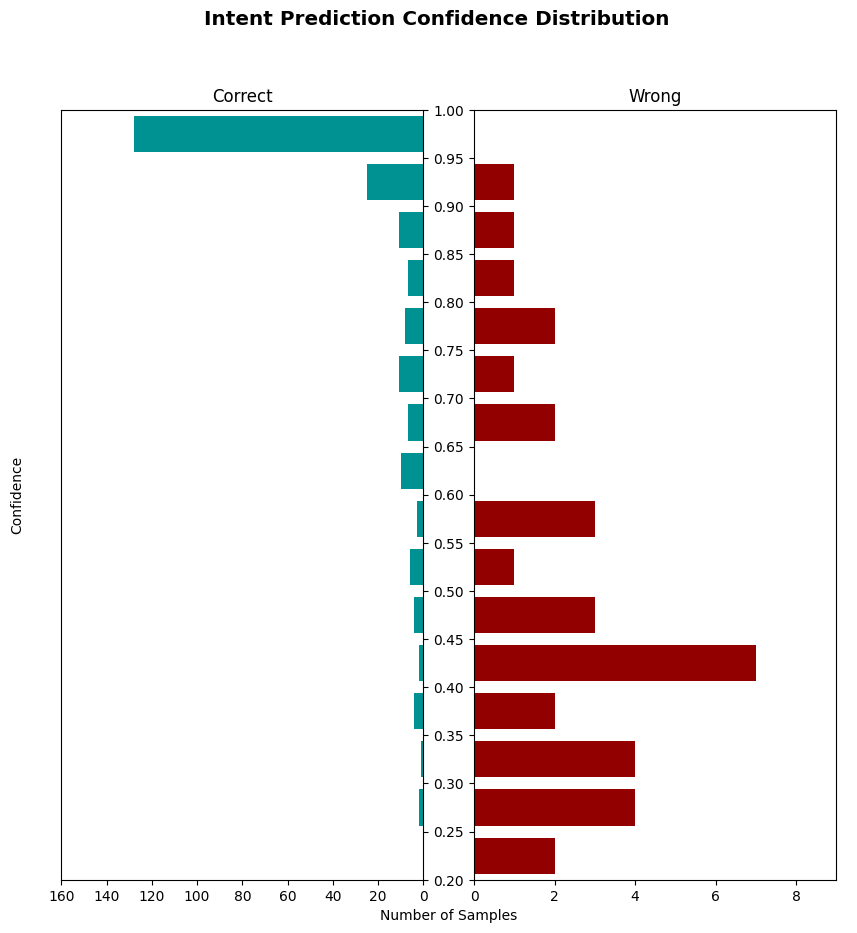 Intent Prediction Confidence Distribution
Correct
Wrong
1.00
0.95
0.90
0.85
0.80
0.75
0.70
0.65
0.60
0.55
0.50
0.45
0.40
0.35
0.30
0.25
0.20
Confidence
160 140 120 100 80 60 40 20 0
0 2 4 6 8
Number of Samples